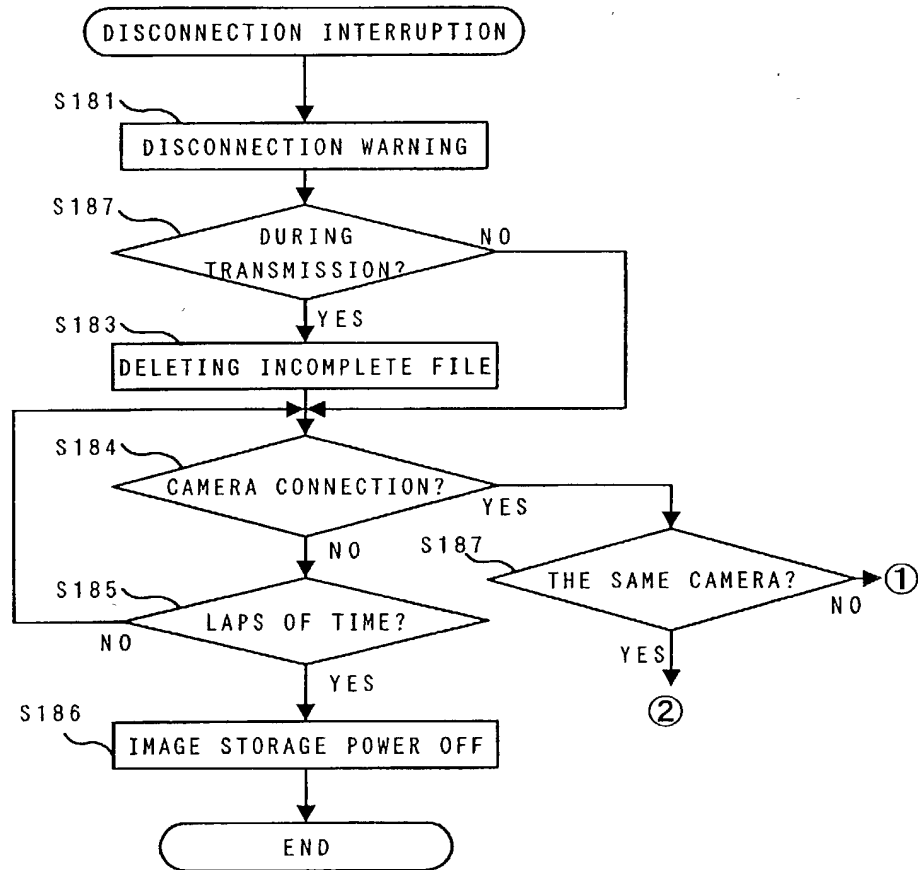 DISCONNECTION INTERRUPTION
S181
DISCONNECTION WARNING
S187
DURING
TRANSMISSION?
NO
YES
S183
DELETING INCOMPLETE FILE
S184
CAMERA CONNECTION?
YES
NO
S187
THE SAME CAMERA?
NO
①
YES
②
S185
LAPS OF TIME?
NO
YES
S186
IMAGE STORAGE POWER OFF
END